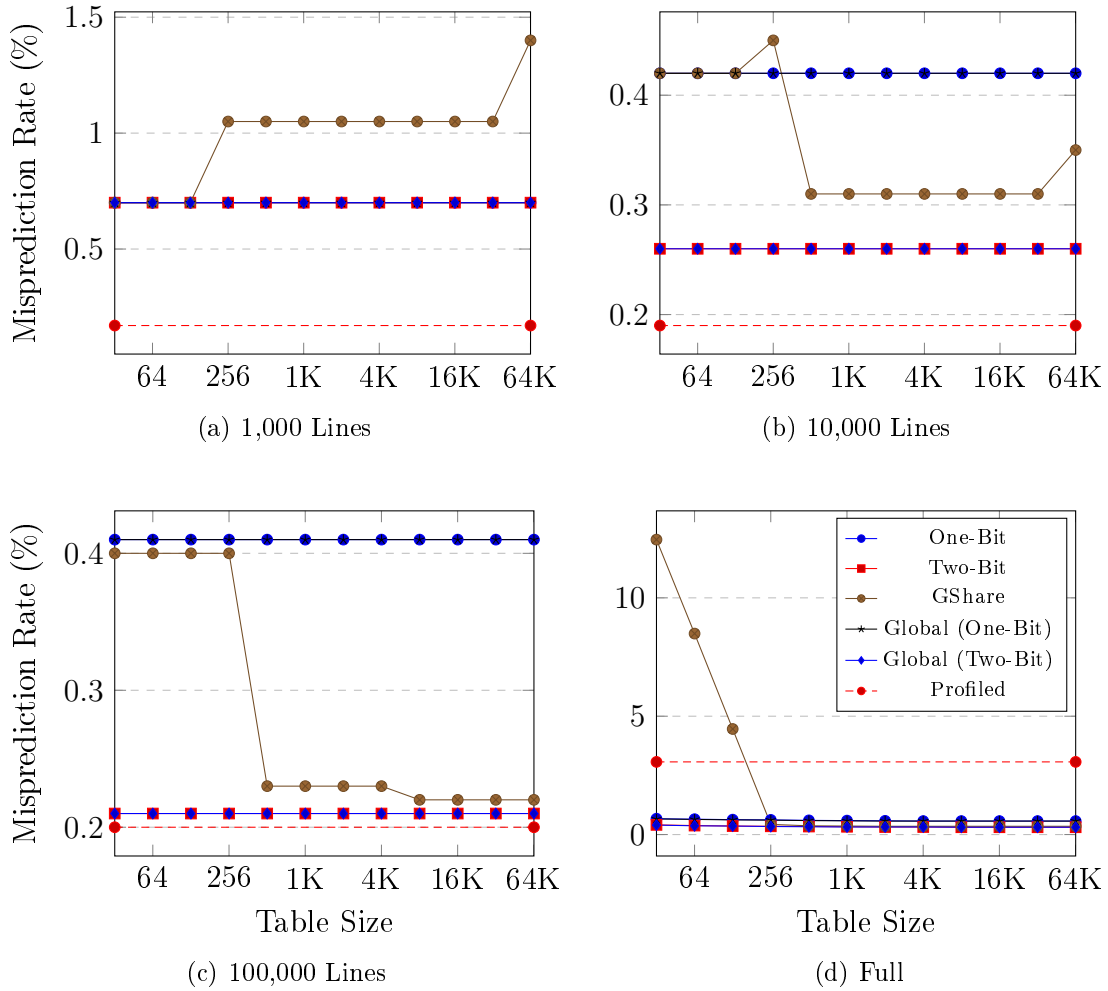 Misprediction Rate (%)
1.5
1
0.5
64 256 1K 4K 16K 64K
(a) 1,000 Lines
0.4
0.3
0.2
64 256 1K 4K 16K 64K
(b) 10,000 Lines
Misprediction Rate (%)
0.4
0.3
0.2
64 256 1K 4K 16K 64K
Table Size
(c) 100,000 Lines
One-Bit
Two-Bit
GShare
Global (One-Bit)
Global (Two-Bit)
Profiled
10
5
0
64 256 1K 4K 16K 64K
Table Size
(d) Full